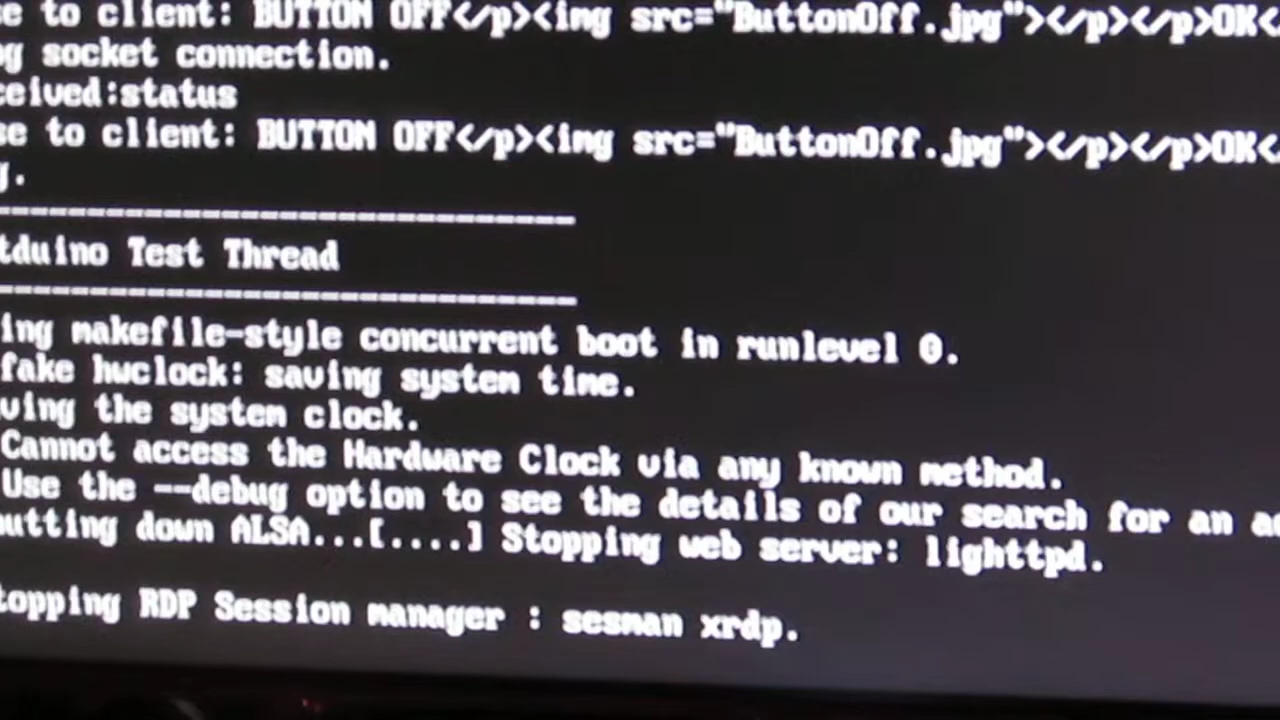 se to client: BUTTON OFF</p><img src="ButtonOff.jpg"></p></p>OK<
ng socket connection.
ceived:status
se to client: BUTTON OFF</p><img src="ButtonOff.jpg"></p></p>OK<
g.
------------------------------
tduino Test Thread
------------------------------
ing makefile-style concurrent boot in runlevel 0.
fake hwclock: saving system time.
ving the system clock.
Cannot access the Hardware Clock via any known method.
Use the --debug option to see the details of our search for an a
utting down ALSA...[....] Stopping web server: lighttpd.
topping RDP Session manager : sesman xrdp.